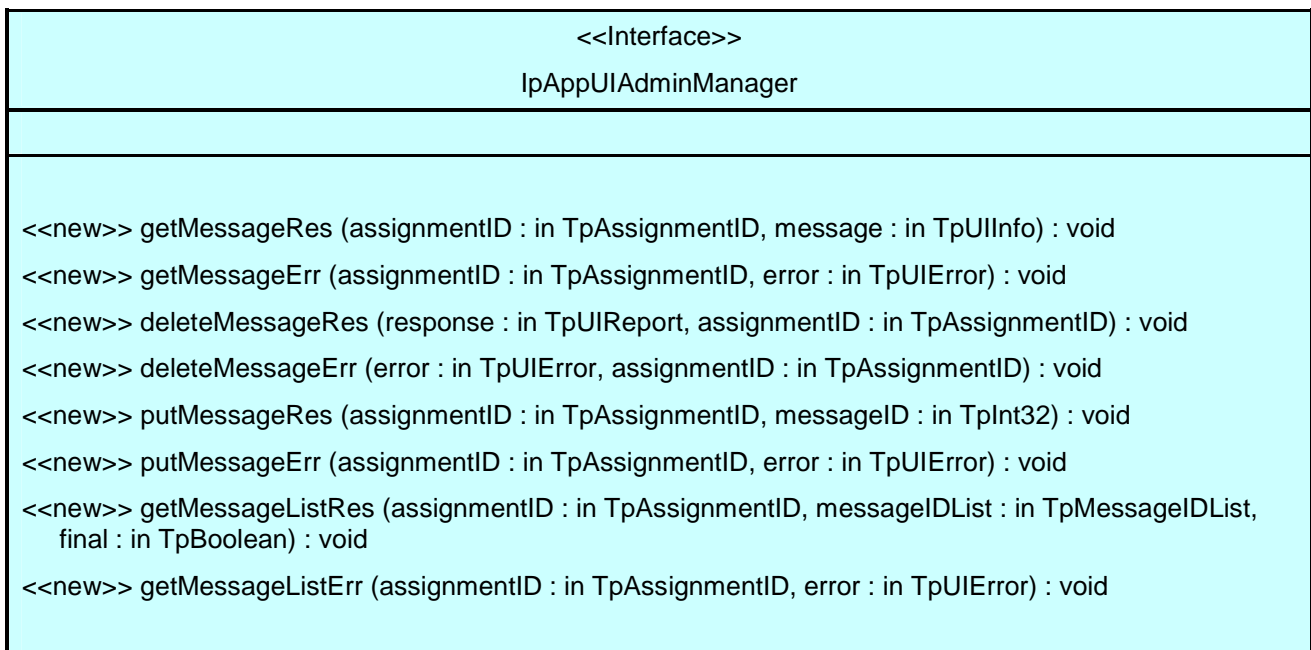 <<Interface>>
IpAppUIAdminManager
<<new>> getMessageRes (assignmentID : in TpAssignmentID, message : in TpUIInfo) : void
<<new>> getMessageErr (assignmentID : in TpAssignmentID, error : in TpUIError) : void
<<new>> deleteMessageRes (response : in TpUIReport, assignmentID : in TpAssignmentID) : void
<<new>> deleteMessageErr (error : in TpUIError, assignmentID : in TpAssignmentID) : void
<<new>> putMessageRes (assignmentID : in TpAssignmentID, messageID : in TpInt32) : void
<<new>> putMessageErr (assignmentID : in TpAssignmentID, error : in TpUIError) : void
<<new>> getMessageListRes (assignmentID : in TpAssignmentID, messageIDList : in TpMessageIDList,
final : in TpBoolean) : void
<<new>> getMessageListErr (assignmentID : in TpAssignmentID, error : in TpUIError) : void